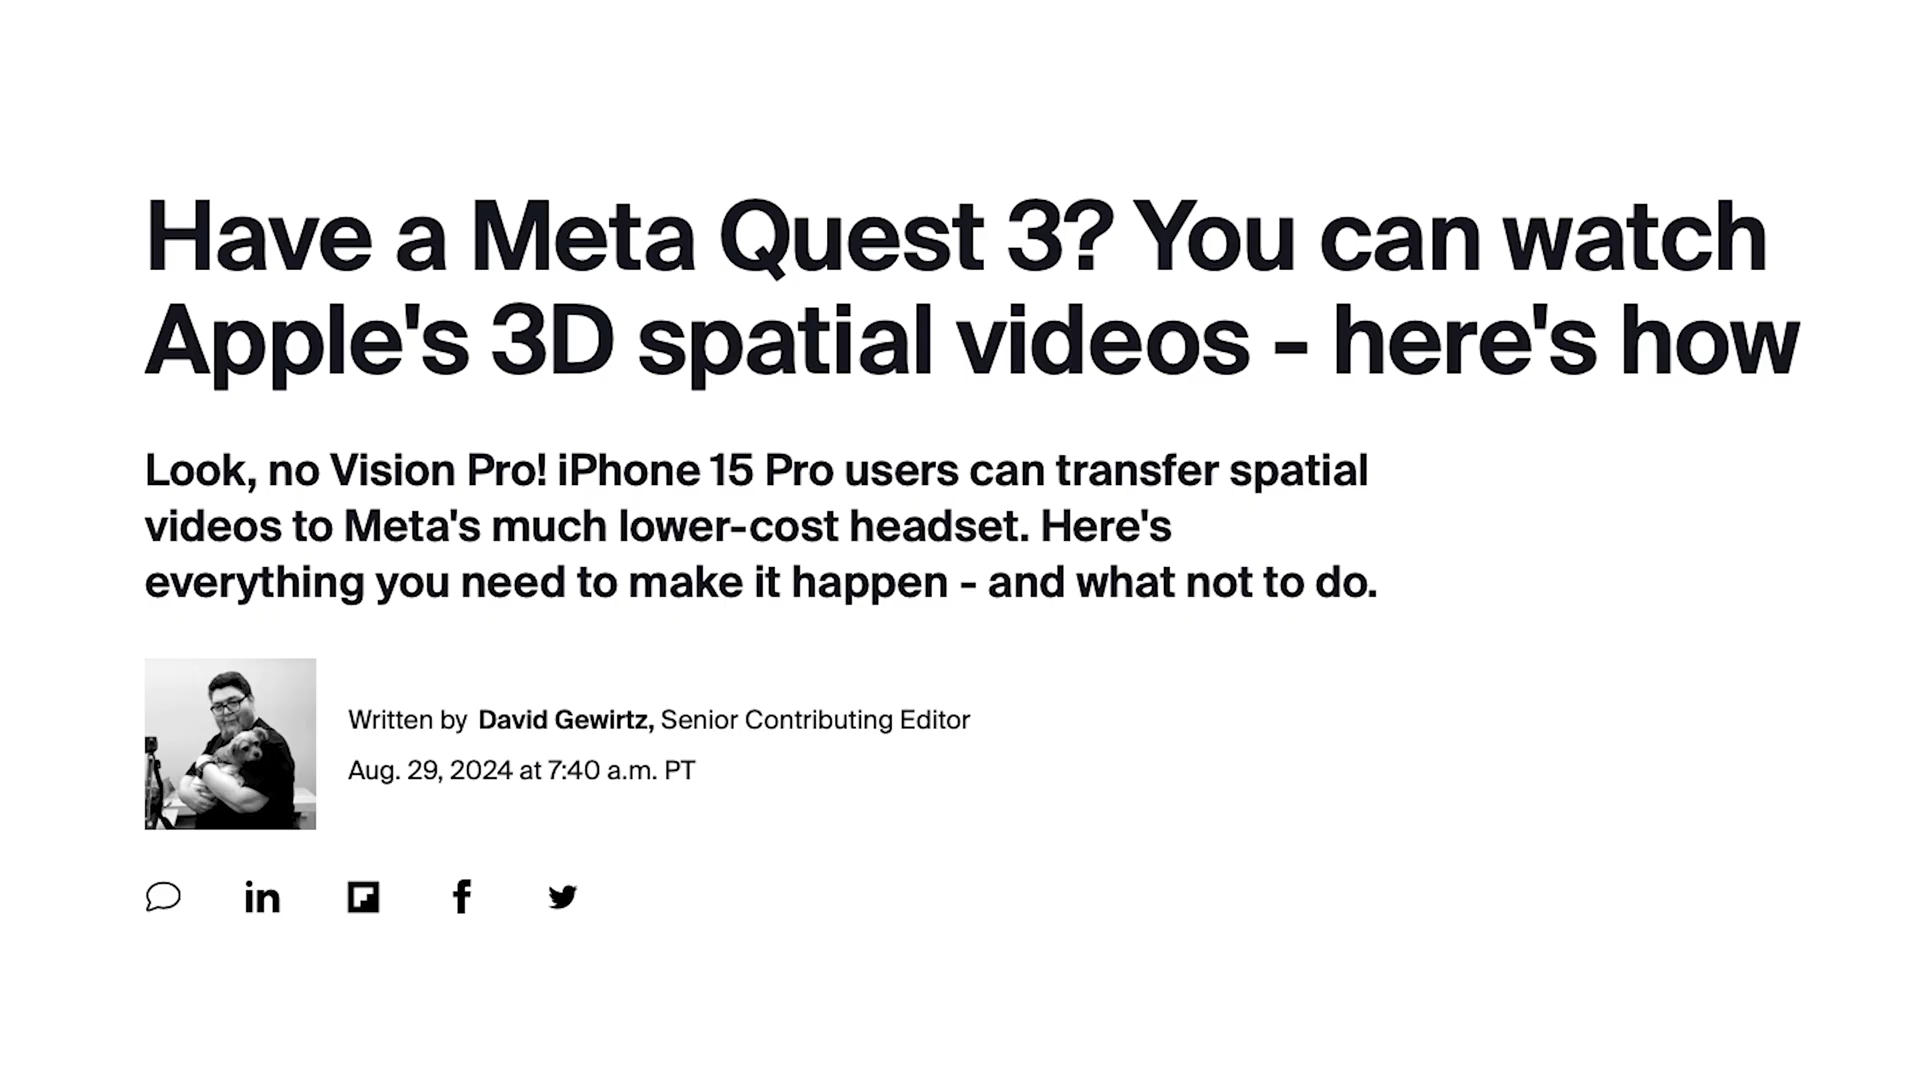 Have a Meta Quest 3? You can watch
Apple's 3D spatial videos - here's how
Look, no Vision Pro! iPhone 15 Pro users can transfer spatial
videos to Meta's much lower-cost headset. Here's
everything you need to make it happen - and what not to do.
Written by David Gewirtz, Senior Contributing Editor
Aug. 29, 2024 at 7:40 a.m. PT